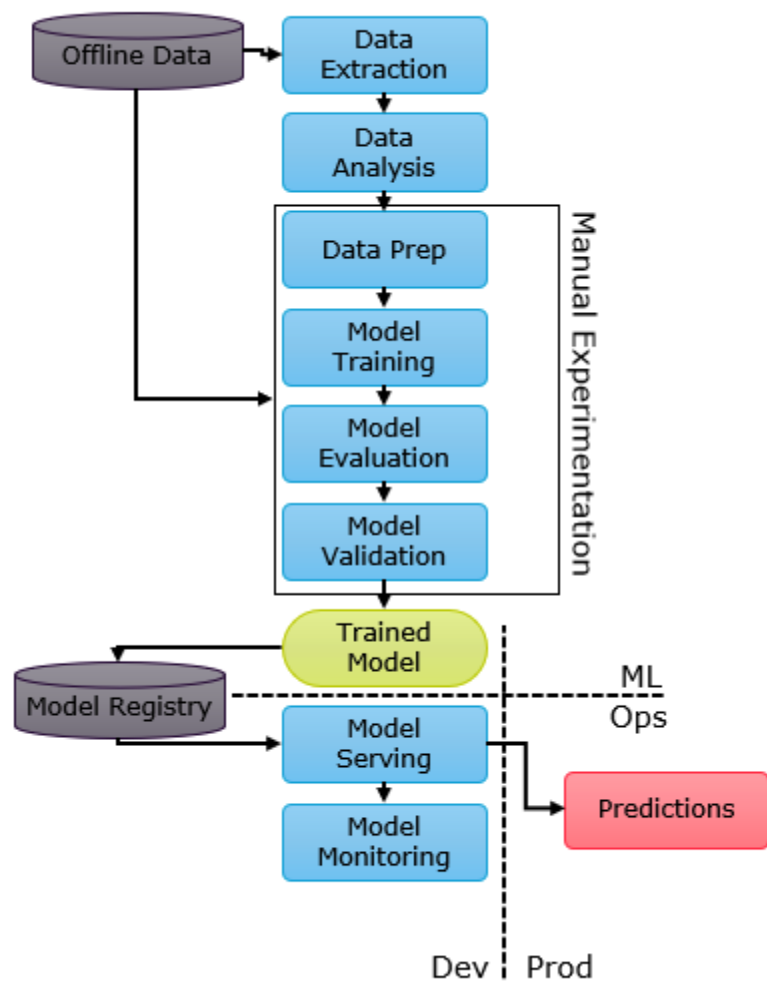 Offline Data
Data
Extraction
Data
Analysis
Manual Experimentation
Data Prep
Model
Training
Model
Evaluation
Model
Validation
Trained
Model
ML
Model Registry
Ops
Model
Serving
Predictions
Model
Monitoring
Dev
Prod